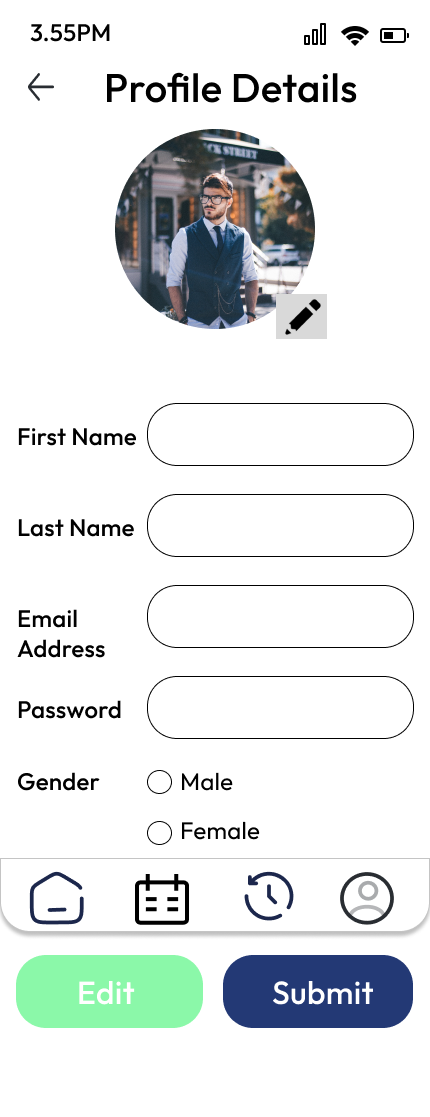 3.55PM
Profile Details
CK STREET
First Name
Last Name
Email
Address
Password
Gender
Male
Female
Edit
Submit